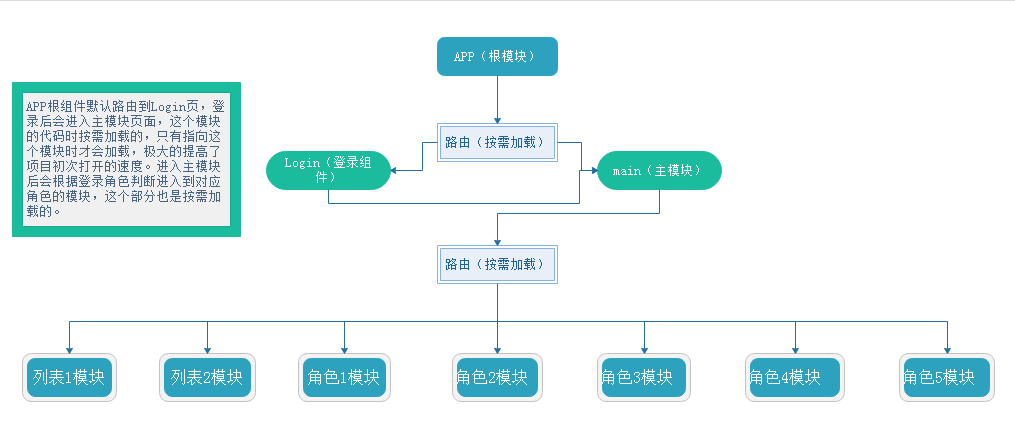 APP（根模块）
APP根组件默认路由到Login页，登
录后会进入主模块页面，这个模块
的代码时按需加载的，只有指向这
个模块时才会加载，极大的提高了
项目初次打开的速度。进入主模块
后会根据登录角色判断进入到对应
角色的模块，这个部分也是按需加
载的。
路由（按需加载）
Login（登录组
件）
main（主模块）
路由（按需加载）
列表1模块
列表2模块
角色1模块
角色2模块
角色3模块
角色4模块
角色5模块